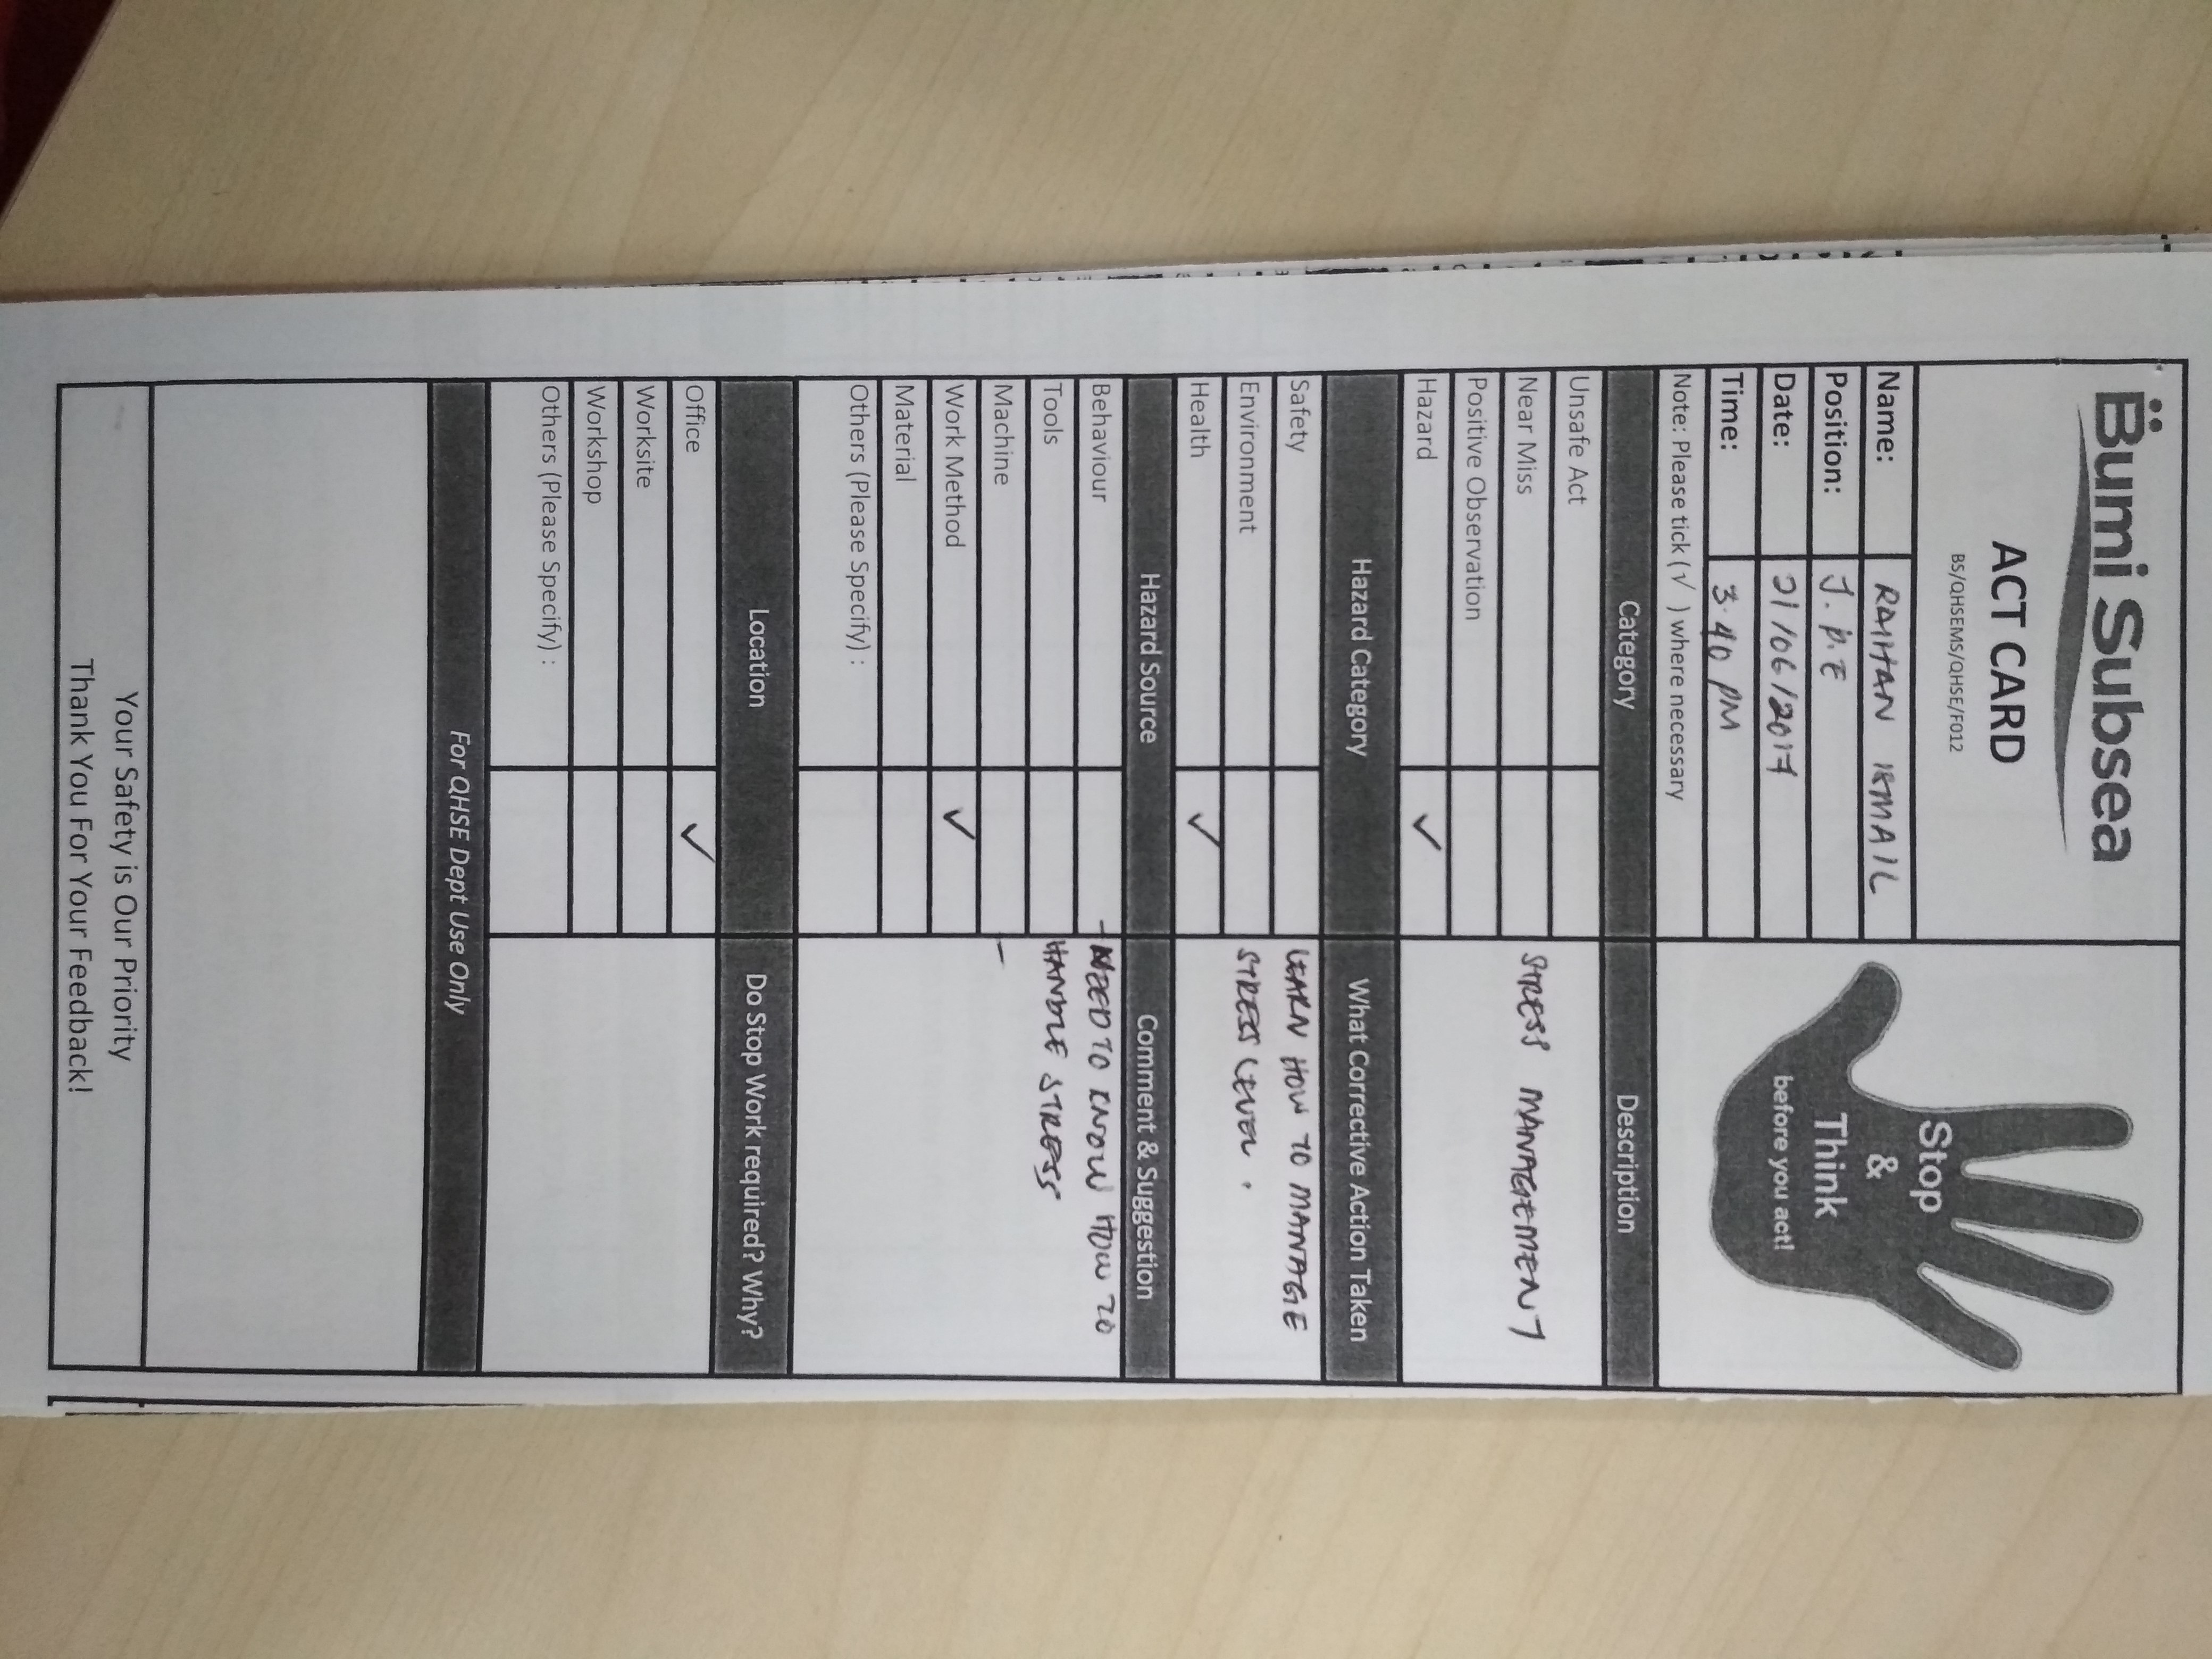 Bumi Subsea
ACT CARD
BS/QHSEMS/QHSE/F012
Stop
&
Think
before you act!
Name: RAIHAN ISMAIL
Position: J.P.E
Date: 21/06/2017
Time: 3.40 PM
Note: Please tick (√ ) where necessary
Category Description
Unsafe Act
Near Miss STRESS MANAGEMENT
Positive Observation
Hazard ✓
Hazard Category What Corrective Action Taken
Safety LEARN HOW TO MANAGE
Environment STRESS LEVEL.
Health ✓
Hazard Source Comment & Suggestion
Behaviour - NEED TO KNOW HOW TO
Tools HANDLE STRESS
Machine -
Work Method ✓
Material
Others (Please Specify) :
Location Do Stop Work required? Why?
Office ✓
Worksite
Workshop
Others (Please Specify) :
For QHSE Dept Use Only
Your Safety is Our Priority
Thank You For Your Feedback!